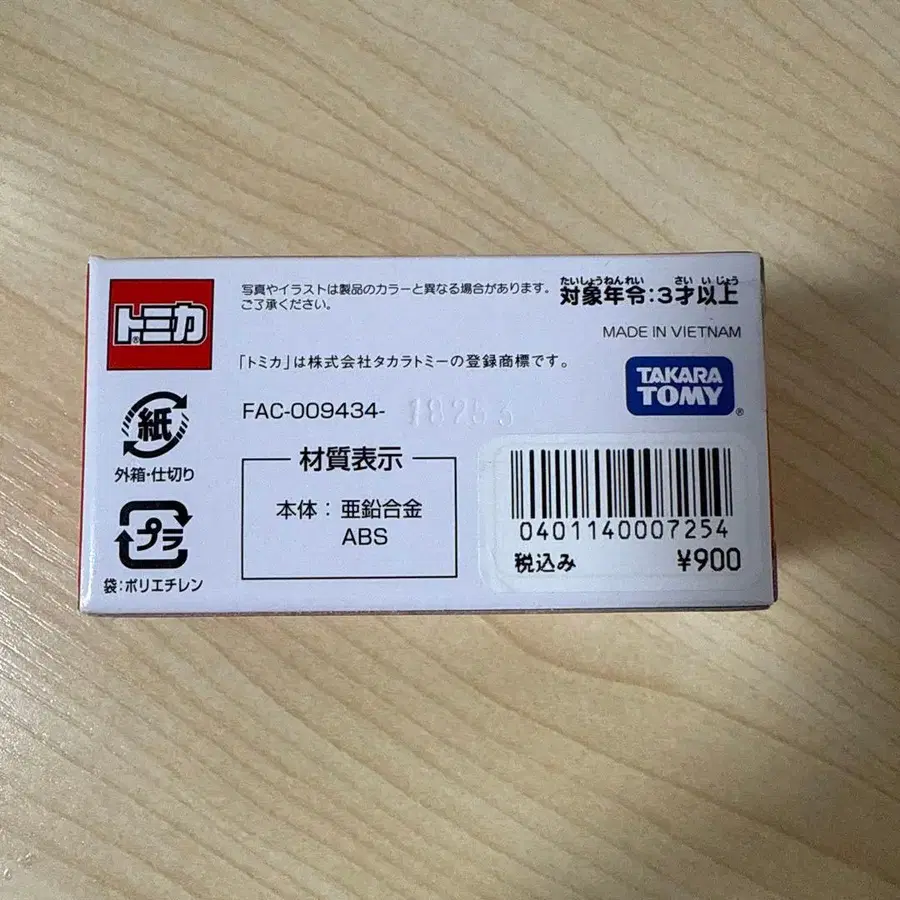 トミカ
®
写真やイラストは製品のカラーと異なる場合があります。
ご了承ください。
たいしょうねんれい さい いじょう
対象年令:3才以上
MADE IN VIETNAM
「トミカ」は株式会社タカラトミーの登録商標です。
TAKARA
TOMY®
FAC-009434- 18263
紙
外箱・仕切り
プラ
袋:ポリエチレン
材質表示
本体:亜鉛合金
ABS
0401140007254
税込み ¥900